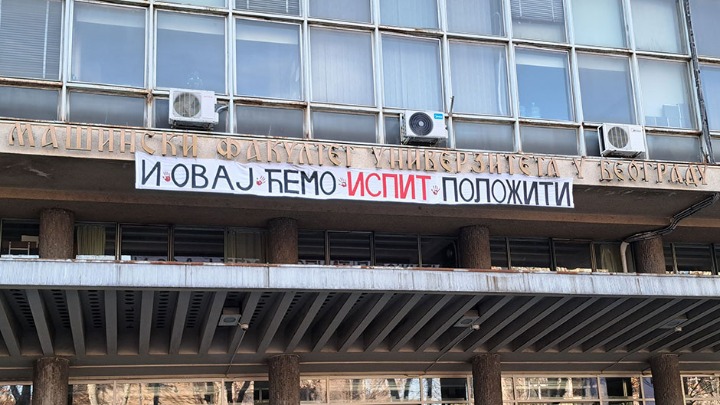 МАШИНСКИ ФАКУЛТЕТ УНИВЕРЗИТЕТА У БЕОГРАДУ
И ОВАЈ ЋЕМО ИСПИТ ПОЛОЖИТИ